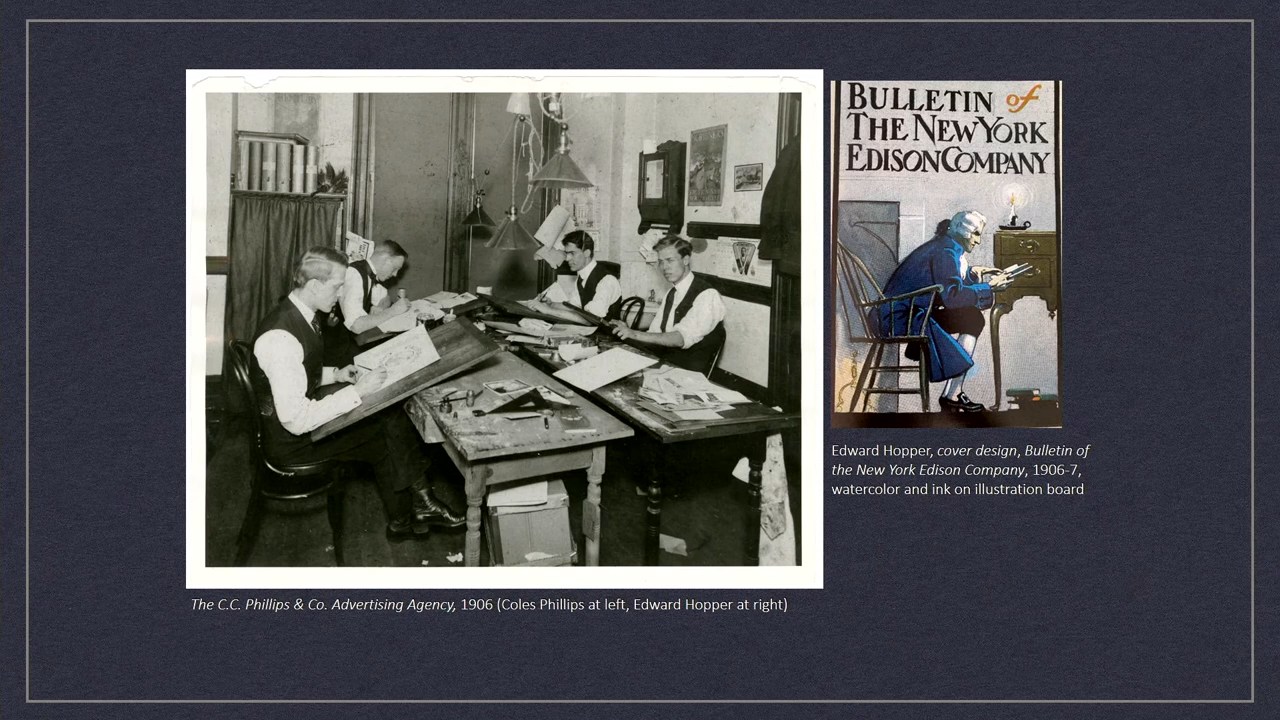 BULLETIN of
THE NEW YORK
EDISON COMPANY
Edward Hopper, cover design, Bulletin of
the New York Edison Company, 1906-7,
watercolor and ink on illustration board
The C.C. Phillips & Co. Advertising Agency, 1906 (Coles Phillips at left, Edward Hopper at right)